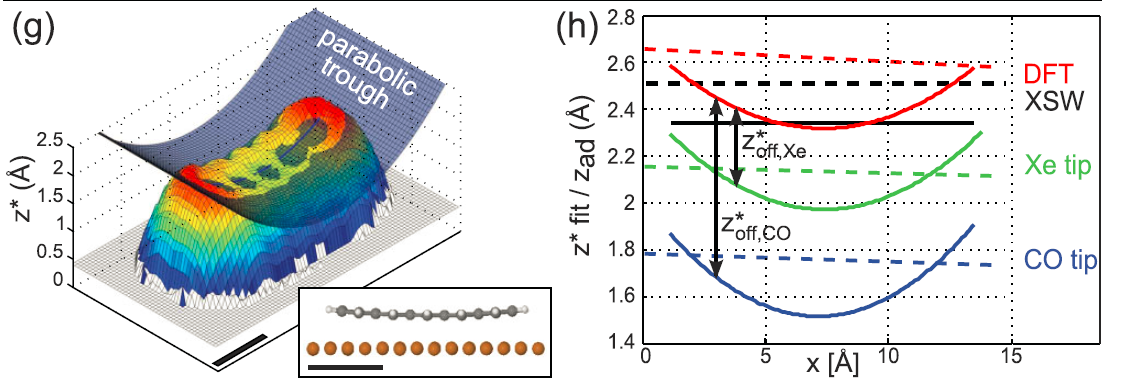 (g)
parabolic
trough
z* (Å)
2.5
2
1.5
1
0.5
0
(h)
z* fit / z_ad (Å)
2.8
2.6
2.4
2.2
2
1.8
1.6
1.4
0
5
10
15
x [Å]
DFT
XSW
Xe tip
CO tip
z*off,Xe
z*off,CO